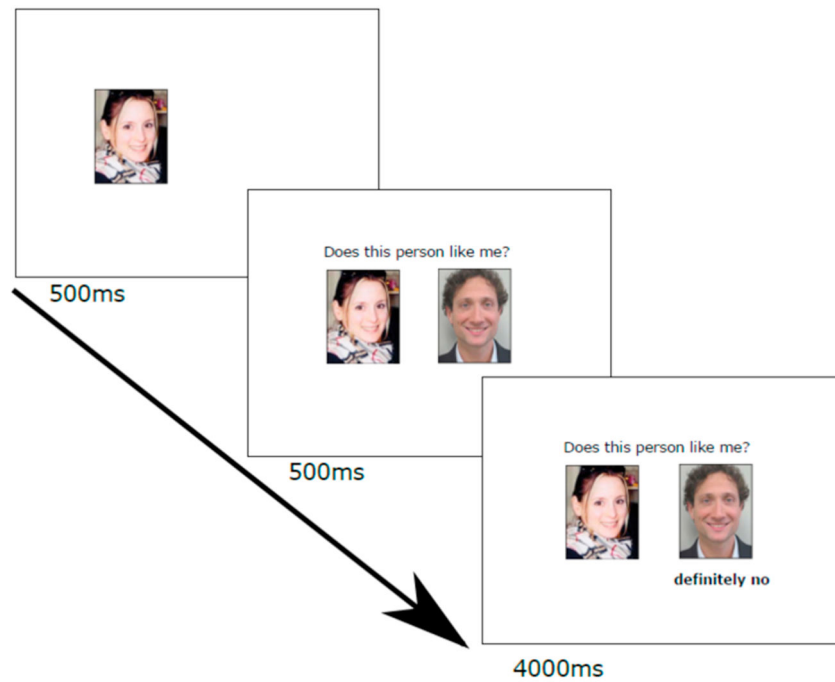 500ms
Does this person like me?
500ms
Does this person like me?
definitely no
4000ms